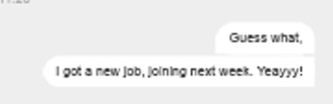 Guess what,
I got a new job, joining next week. Yeayyy!